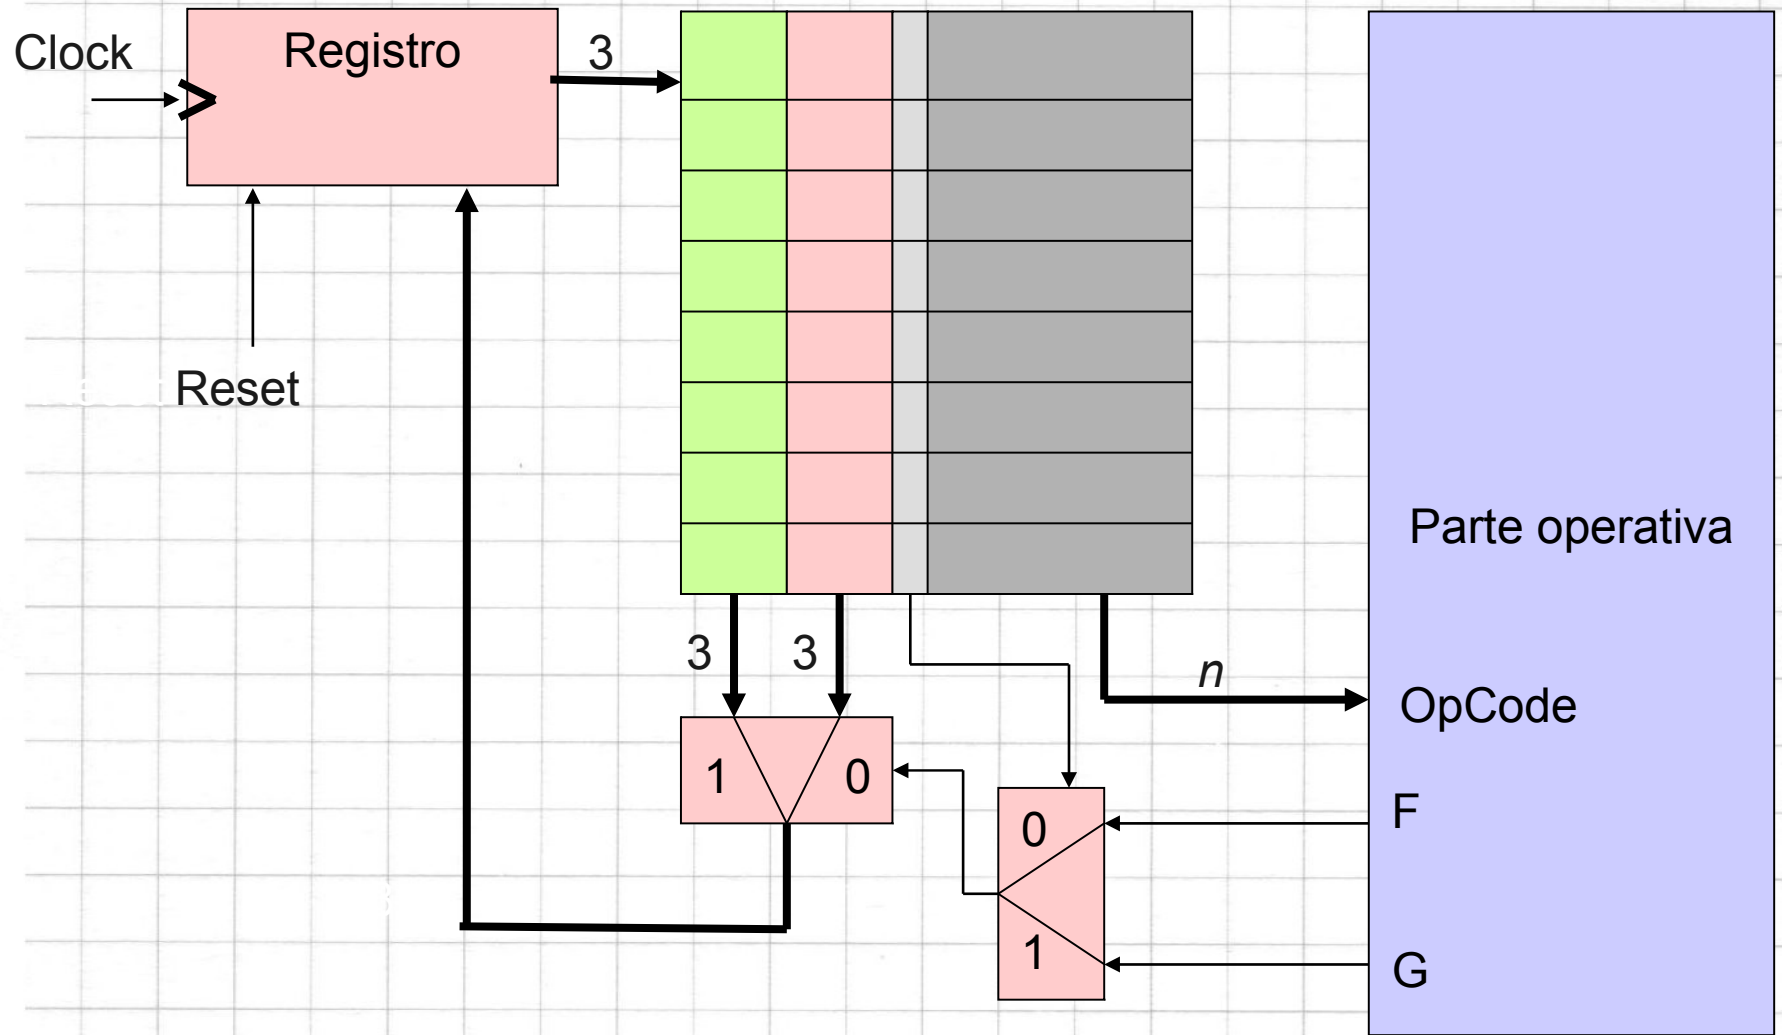 Clock
Registro
3
Reset
Parte operativa
3
3
n
OpCode
1
0
F
0
1
G